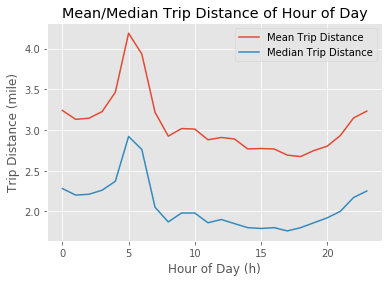 Mean/Median Trip Distance of Hour of Day
Mean Trip Distance
Median Trip Distance
Trip Distance (mile)
4.0
3.5
3.0
2.5
2.0
0 5 10 15 20
Hour of Day (h)